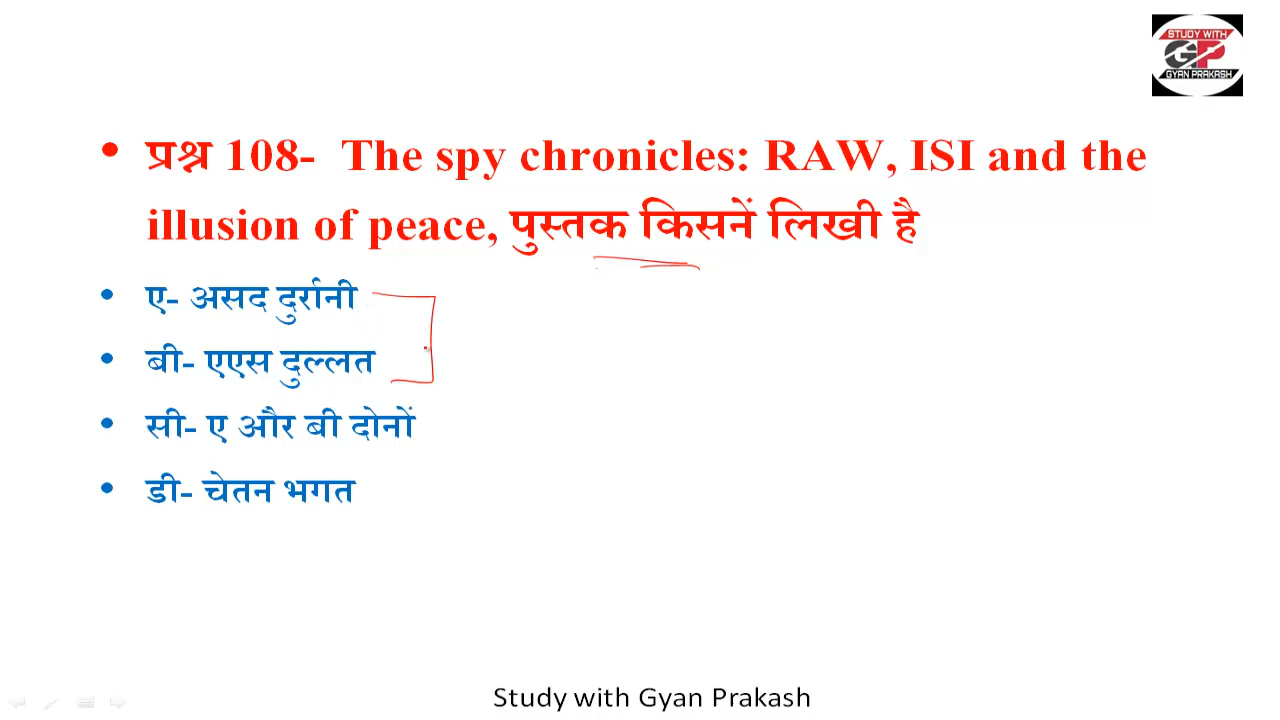 STUDY WITH
GP
GYAN PRAKASH
• प्रश्न 108- The spy chronicles: RAW, ISI and the
illusion of peace, पुस्तक किसनें लिखी है
• ए- असद दुर्रानी
• बी- एएस दुल्लत
• सी- ए और बी दोनों
• डी- चेतन भगत
Study with Gyan Prakash